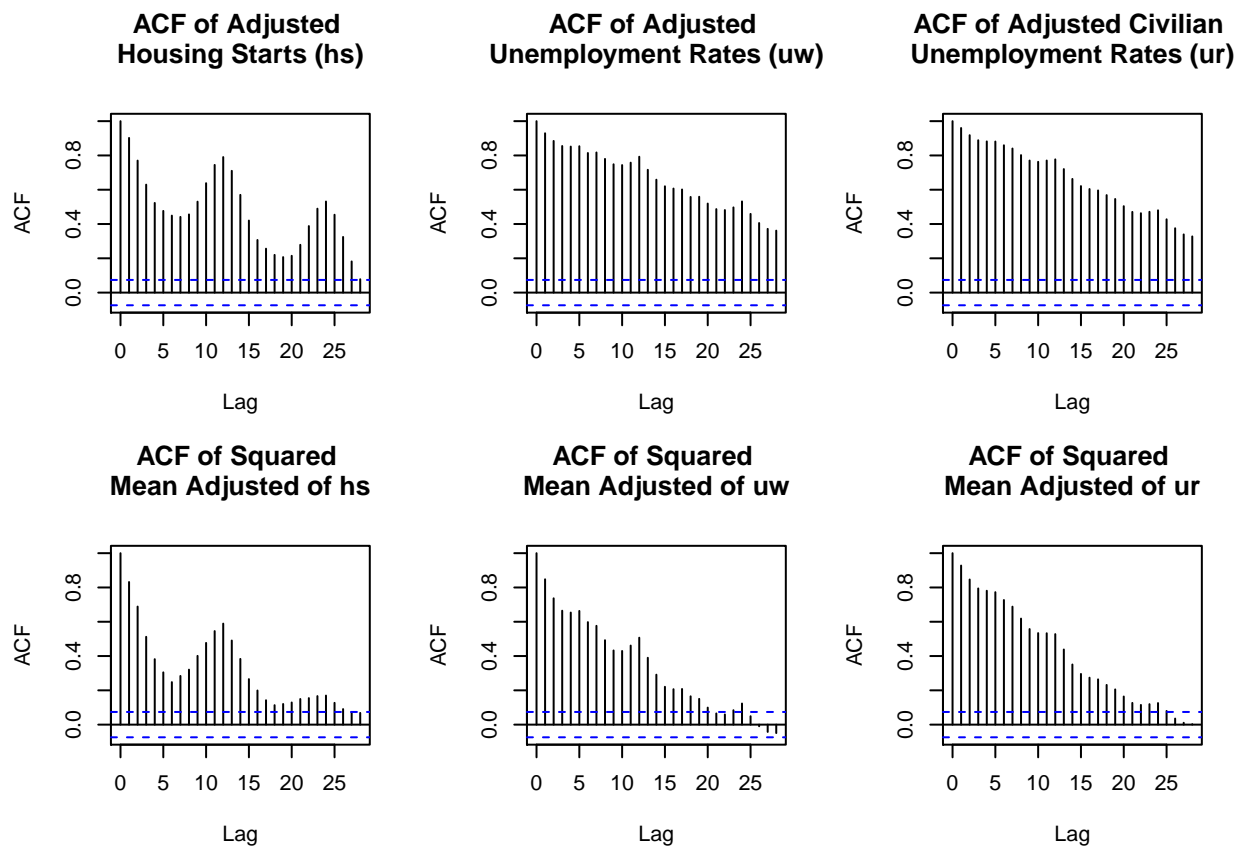 ACF of Adjusted
Housing Starts (hs)
ACF
0.0 0.4 0.8
0 5 10 15 20 25
Lag
ACF of Adjusted
Unemployment Rates (uw)
ACF
0.0 0.4 0.8
0 5 10 15 20 25
Lag
ACF of Adjusted Civilian
Unemployment Rates (ur)
ACF
0.0 0.4 0.8
0 5 10 15 20 25
Lag
ACF of Squared
Mean Adjusted of hs
ACF
0.0 0.4 0.8
0 5 10 15 20 25
Lag
ACF of Squared
Mean Adjusted of uw
ACF
0.0 0.4 0.8
0 5 10 15 20 25
Lag
ACF of Squared
Mean Adjusted of ur
ACF
0.0 0.4 0.8
0 5 10 15 20 25
Lag